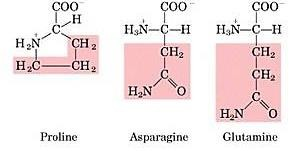 COO⁻ COO⁻ COO⁻
C H
H₂N⁺ CH₂ H₃N⁺—C—H H₃N⁺—C—H
H₂C CH₂ CH₂ CH₂
C CH₂
H₂N O C
H₂N O
Proline Asparagine Glutamine